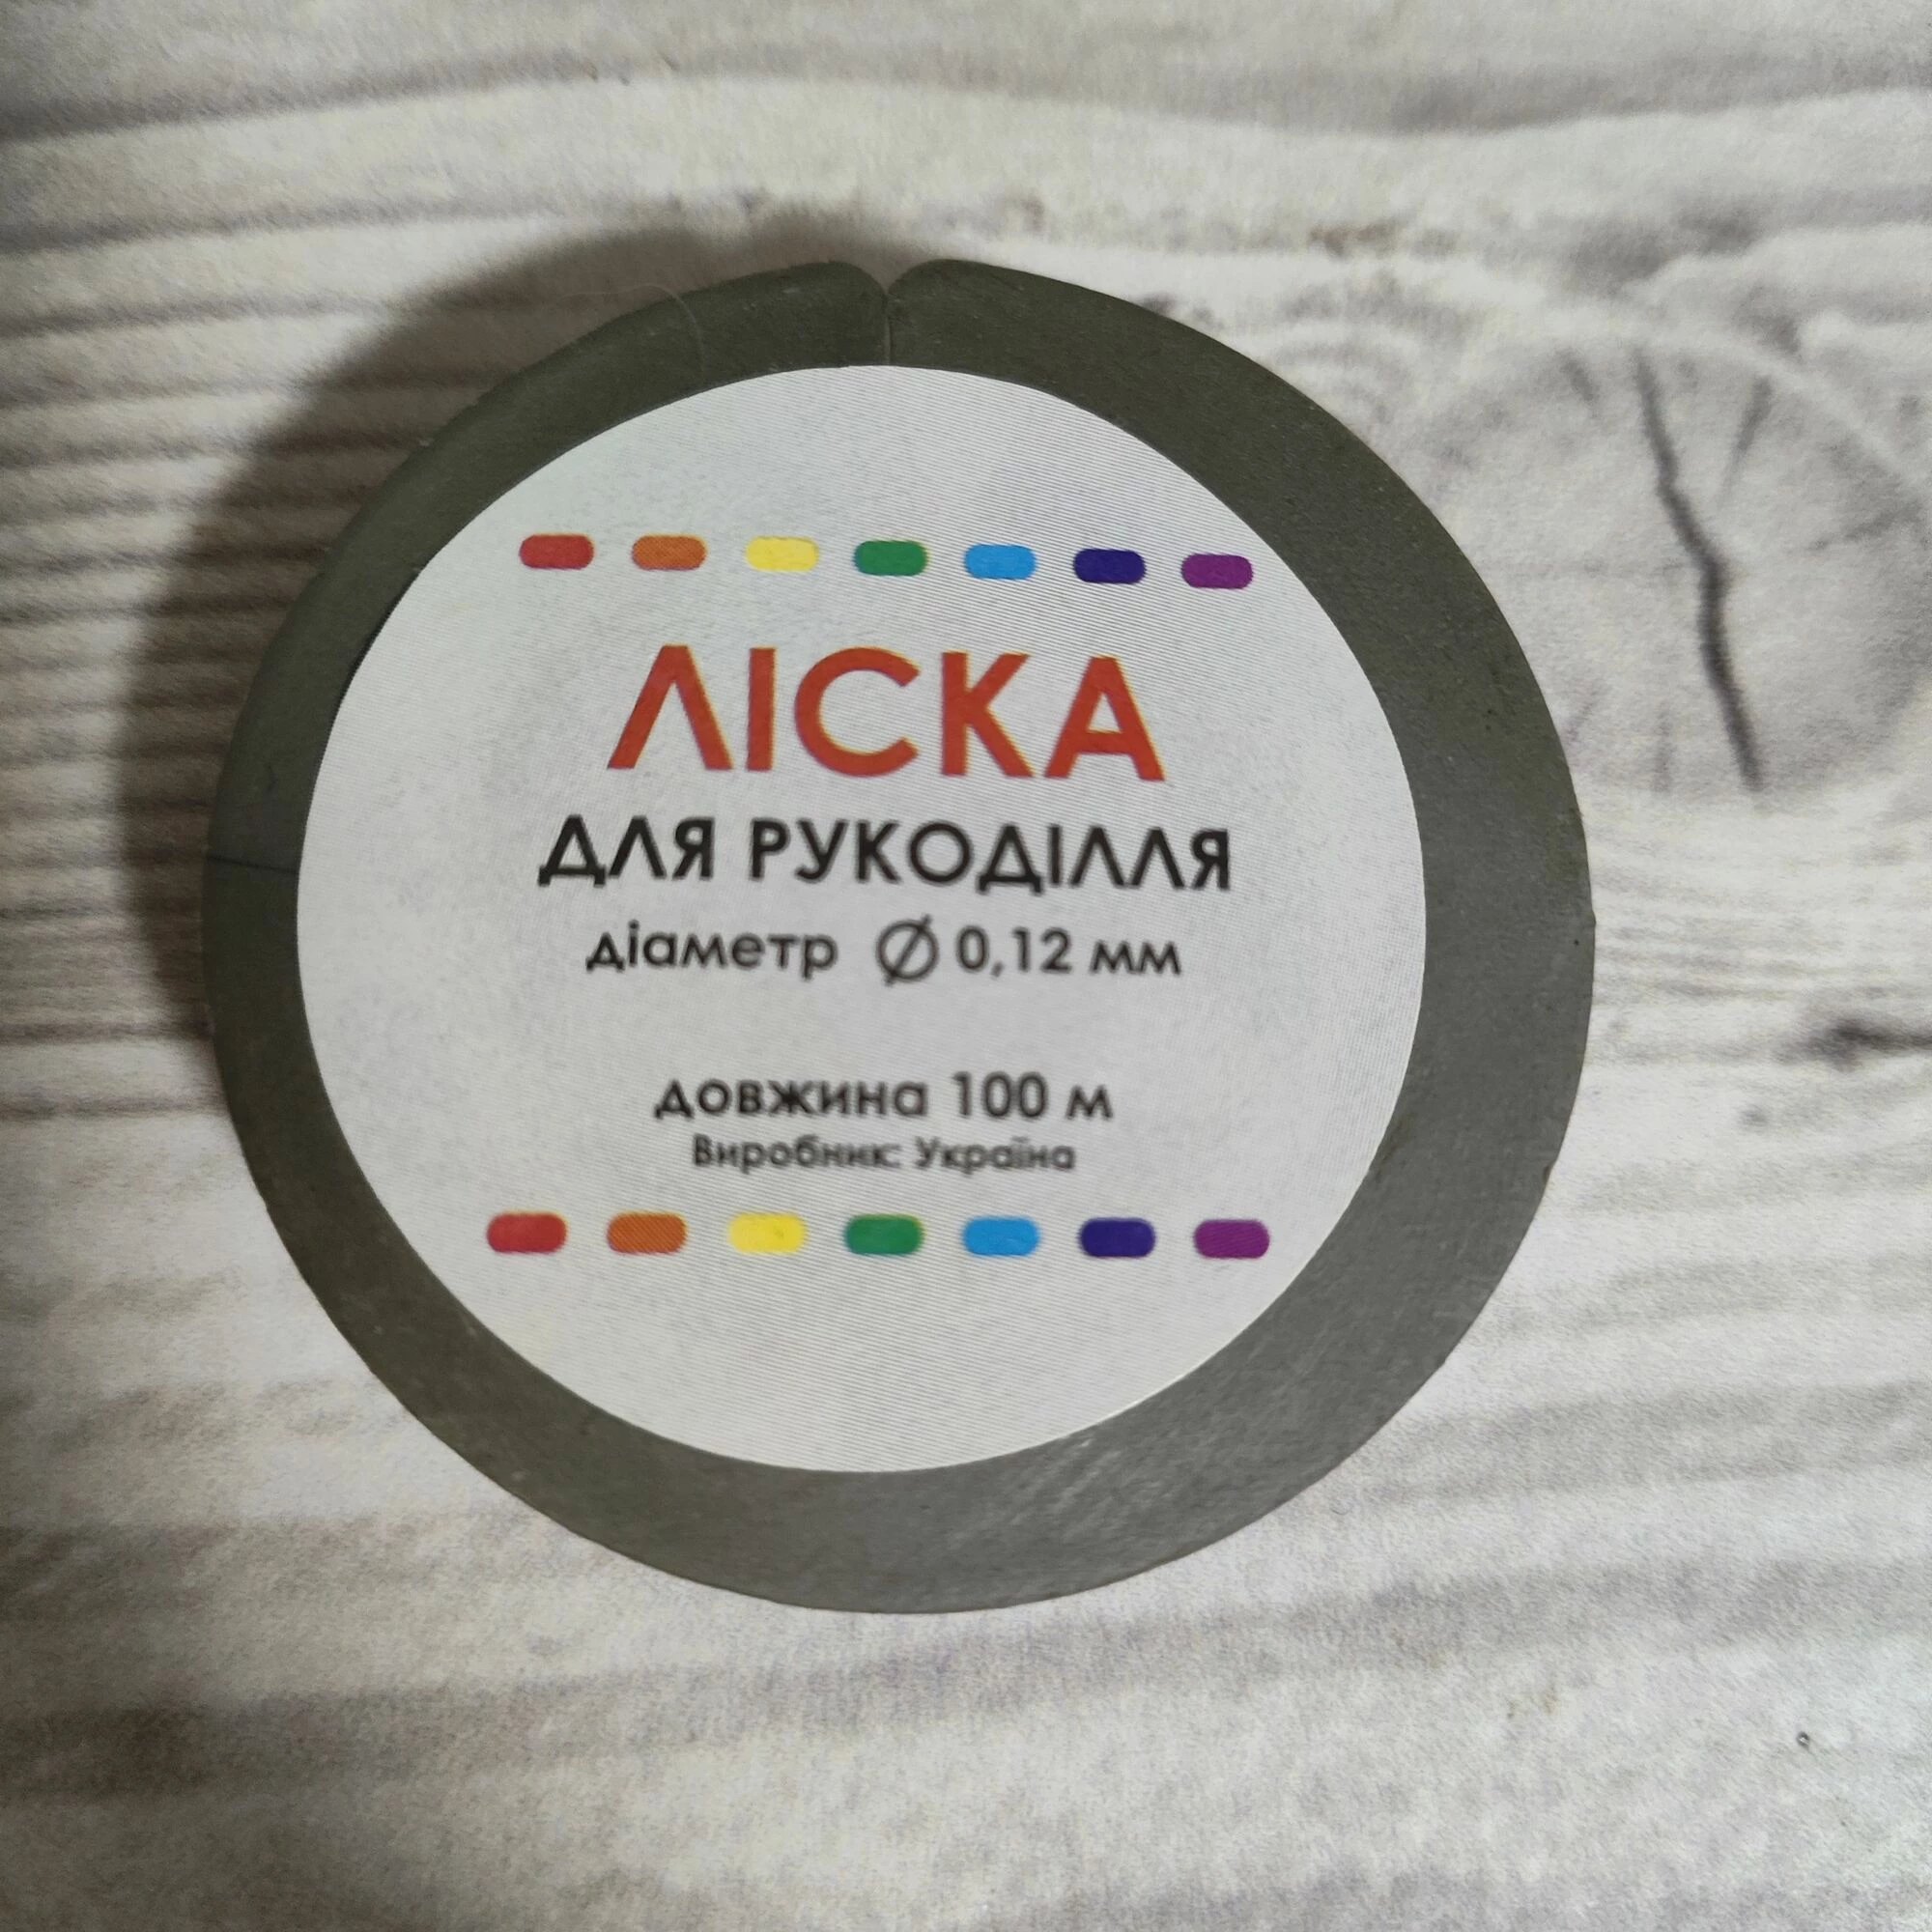 ЛІСКА
ДЛЯ РУКОДІЛЛЯ
діаметр Ø 0,12 мм
довжина 100 м
Виробник: Україна